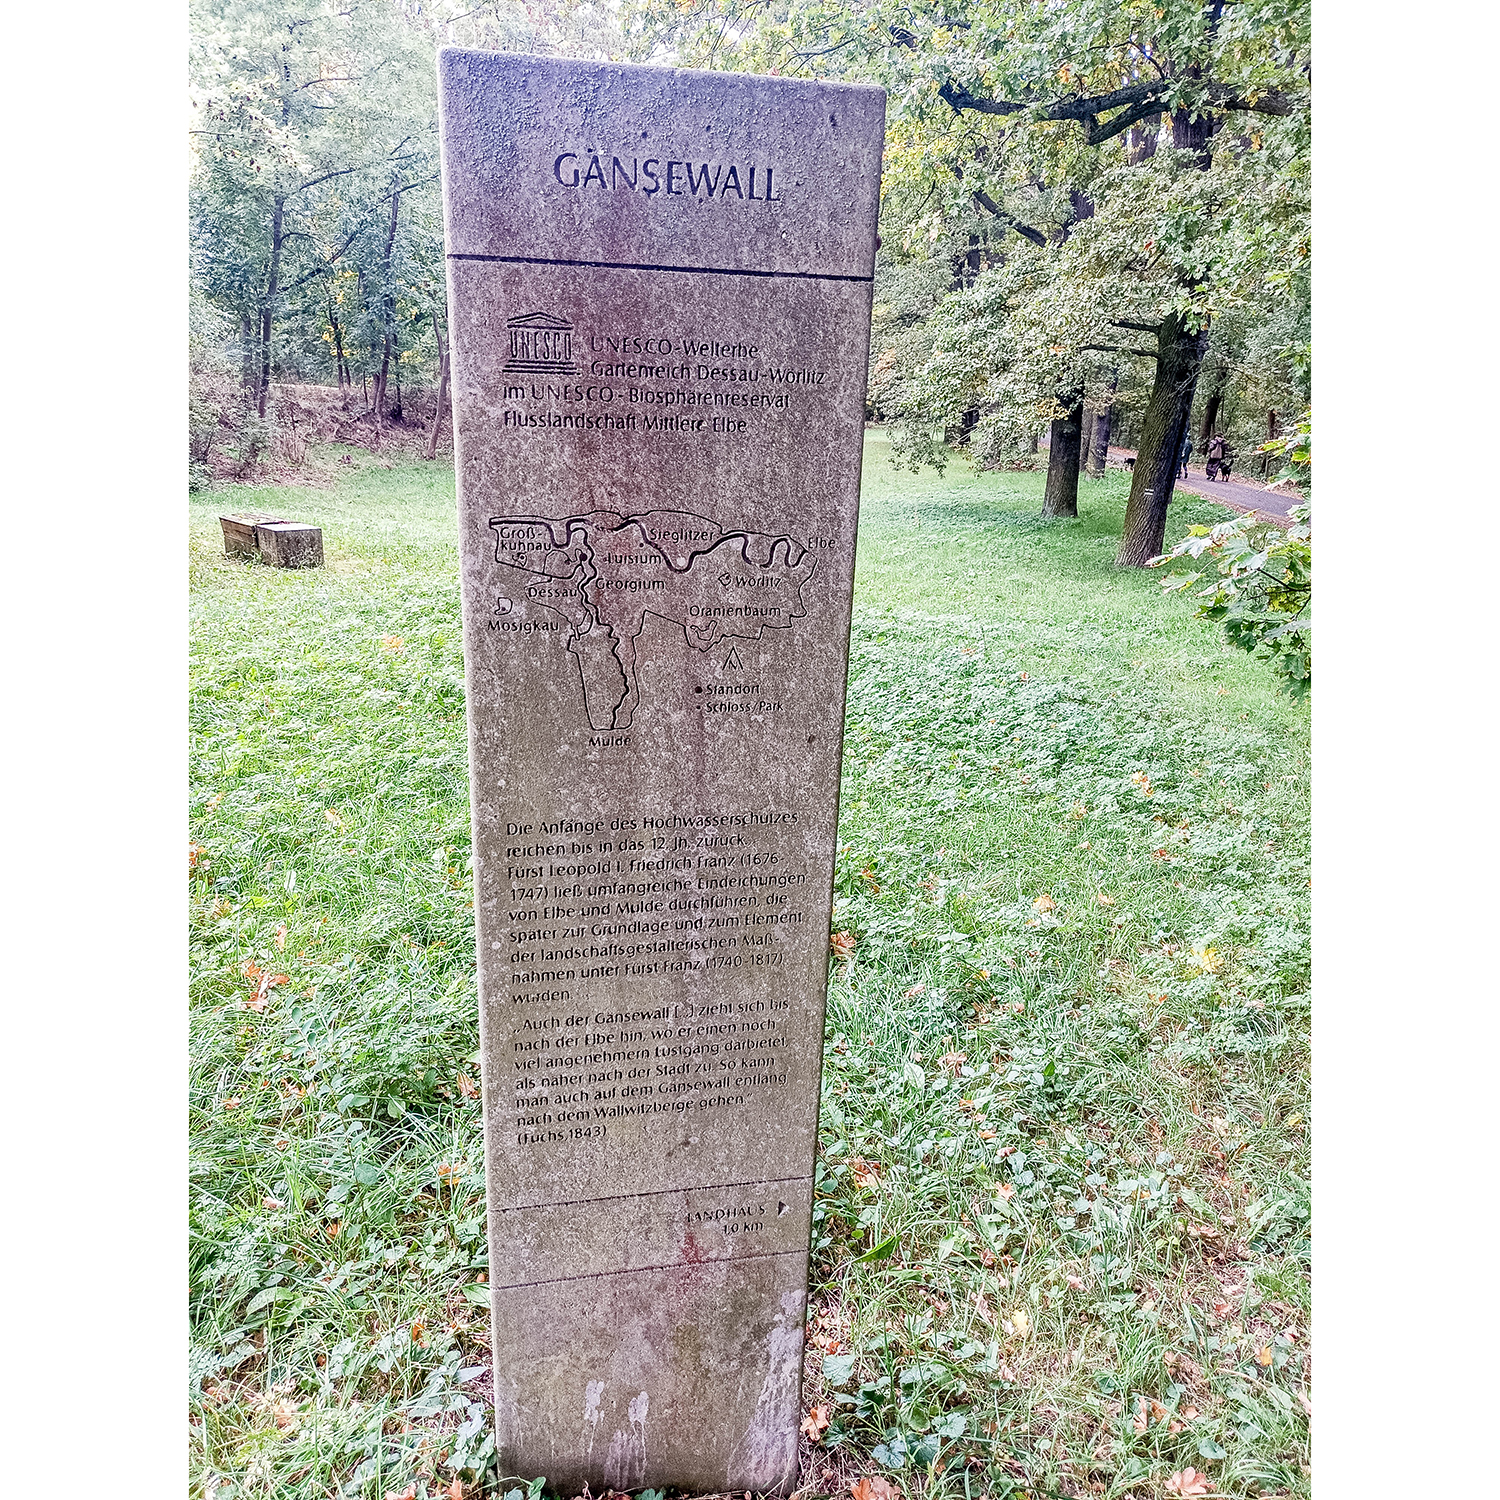 GÄNSEWALL
UNESCO
UNESCO-Welterbe
Gartenreich Dessau-Wörlitz
im UNESCO-Biosphärenreservat
Flusslandschaft Mittlere Elbe
Groß-
kühnau
Sieglitzer
Elbe
Luisium
Georgium
Wörlitz
Dessau
Oranienbaum
Mosigkau
N
Standort
Schloss/Park
Mulde
Die Anfänge des Hochwasserschutzes
reichen bis in das 12. Jh. zurück.
Fürst Leopold I. Friedrich Franz (1676-
1747) ließ umfangreiche Eindeichungen
von Elbe und Mulde durchführen, die
später zur Grundlage und zum Element
der landschaftsgestalterischen Maß-
nahmen unter Fürst Franz (1740-1817)
wurden.
„Auch der Gänsewall [...] zieht sich bis
nach der Elbe hin, wo er einen noch
viel angenehmern Lustgang darbietet,
als näher nach der Stadt zu. So kann
man auch auf dem Gänsewall entlang
nach dem Wallwitzberge gehen."
(Fuchs, 1843)
LANDHAUS
1,0 km